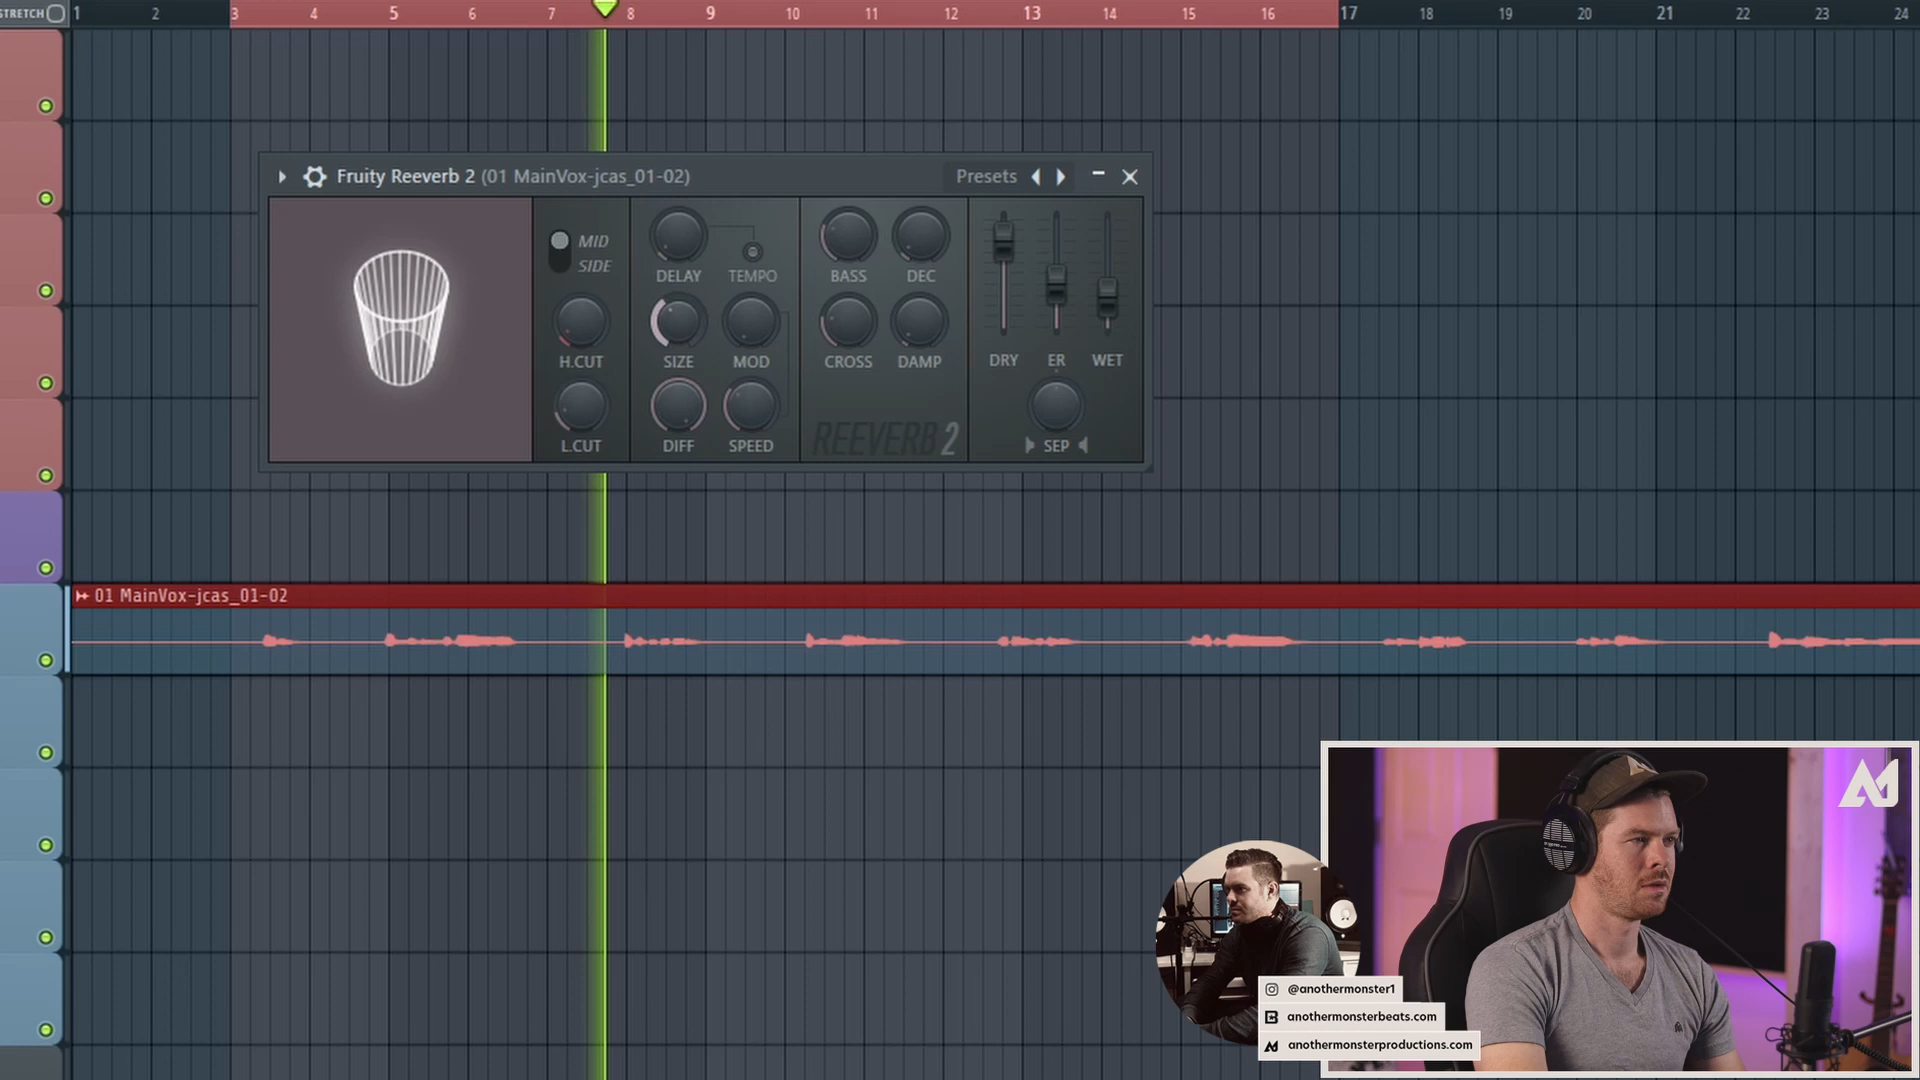 STRETCH
1 2 3 4 5 6 7 8 9 10 11 12 13 14 15 16 17 18 19 20 21 22 23 24
Fruity Reeverb 2 (01 MainVox-jcas_01-02)
Presets
MID
SIDE
DELAY
TEMPO
BASS
DEC
H.CUT
SIZE
MOD
CROSS
DAMP
DRY
ER
WET
L.CUT
DIFF
SPEED
REEVERB 2
SEP
01 MainVox-jcas_01-02
@anothermonster1
anothermonsterbeats.com
anothermonsterproductions.com